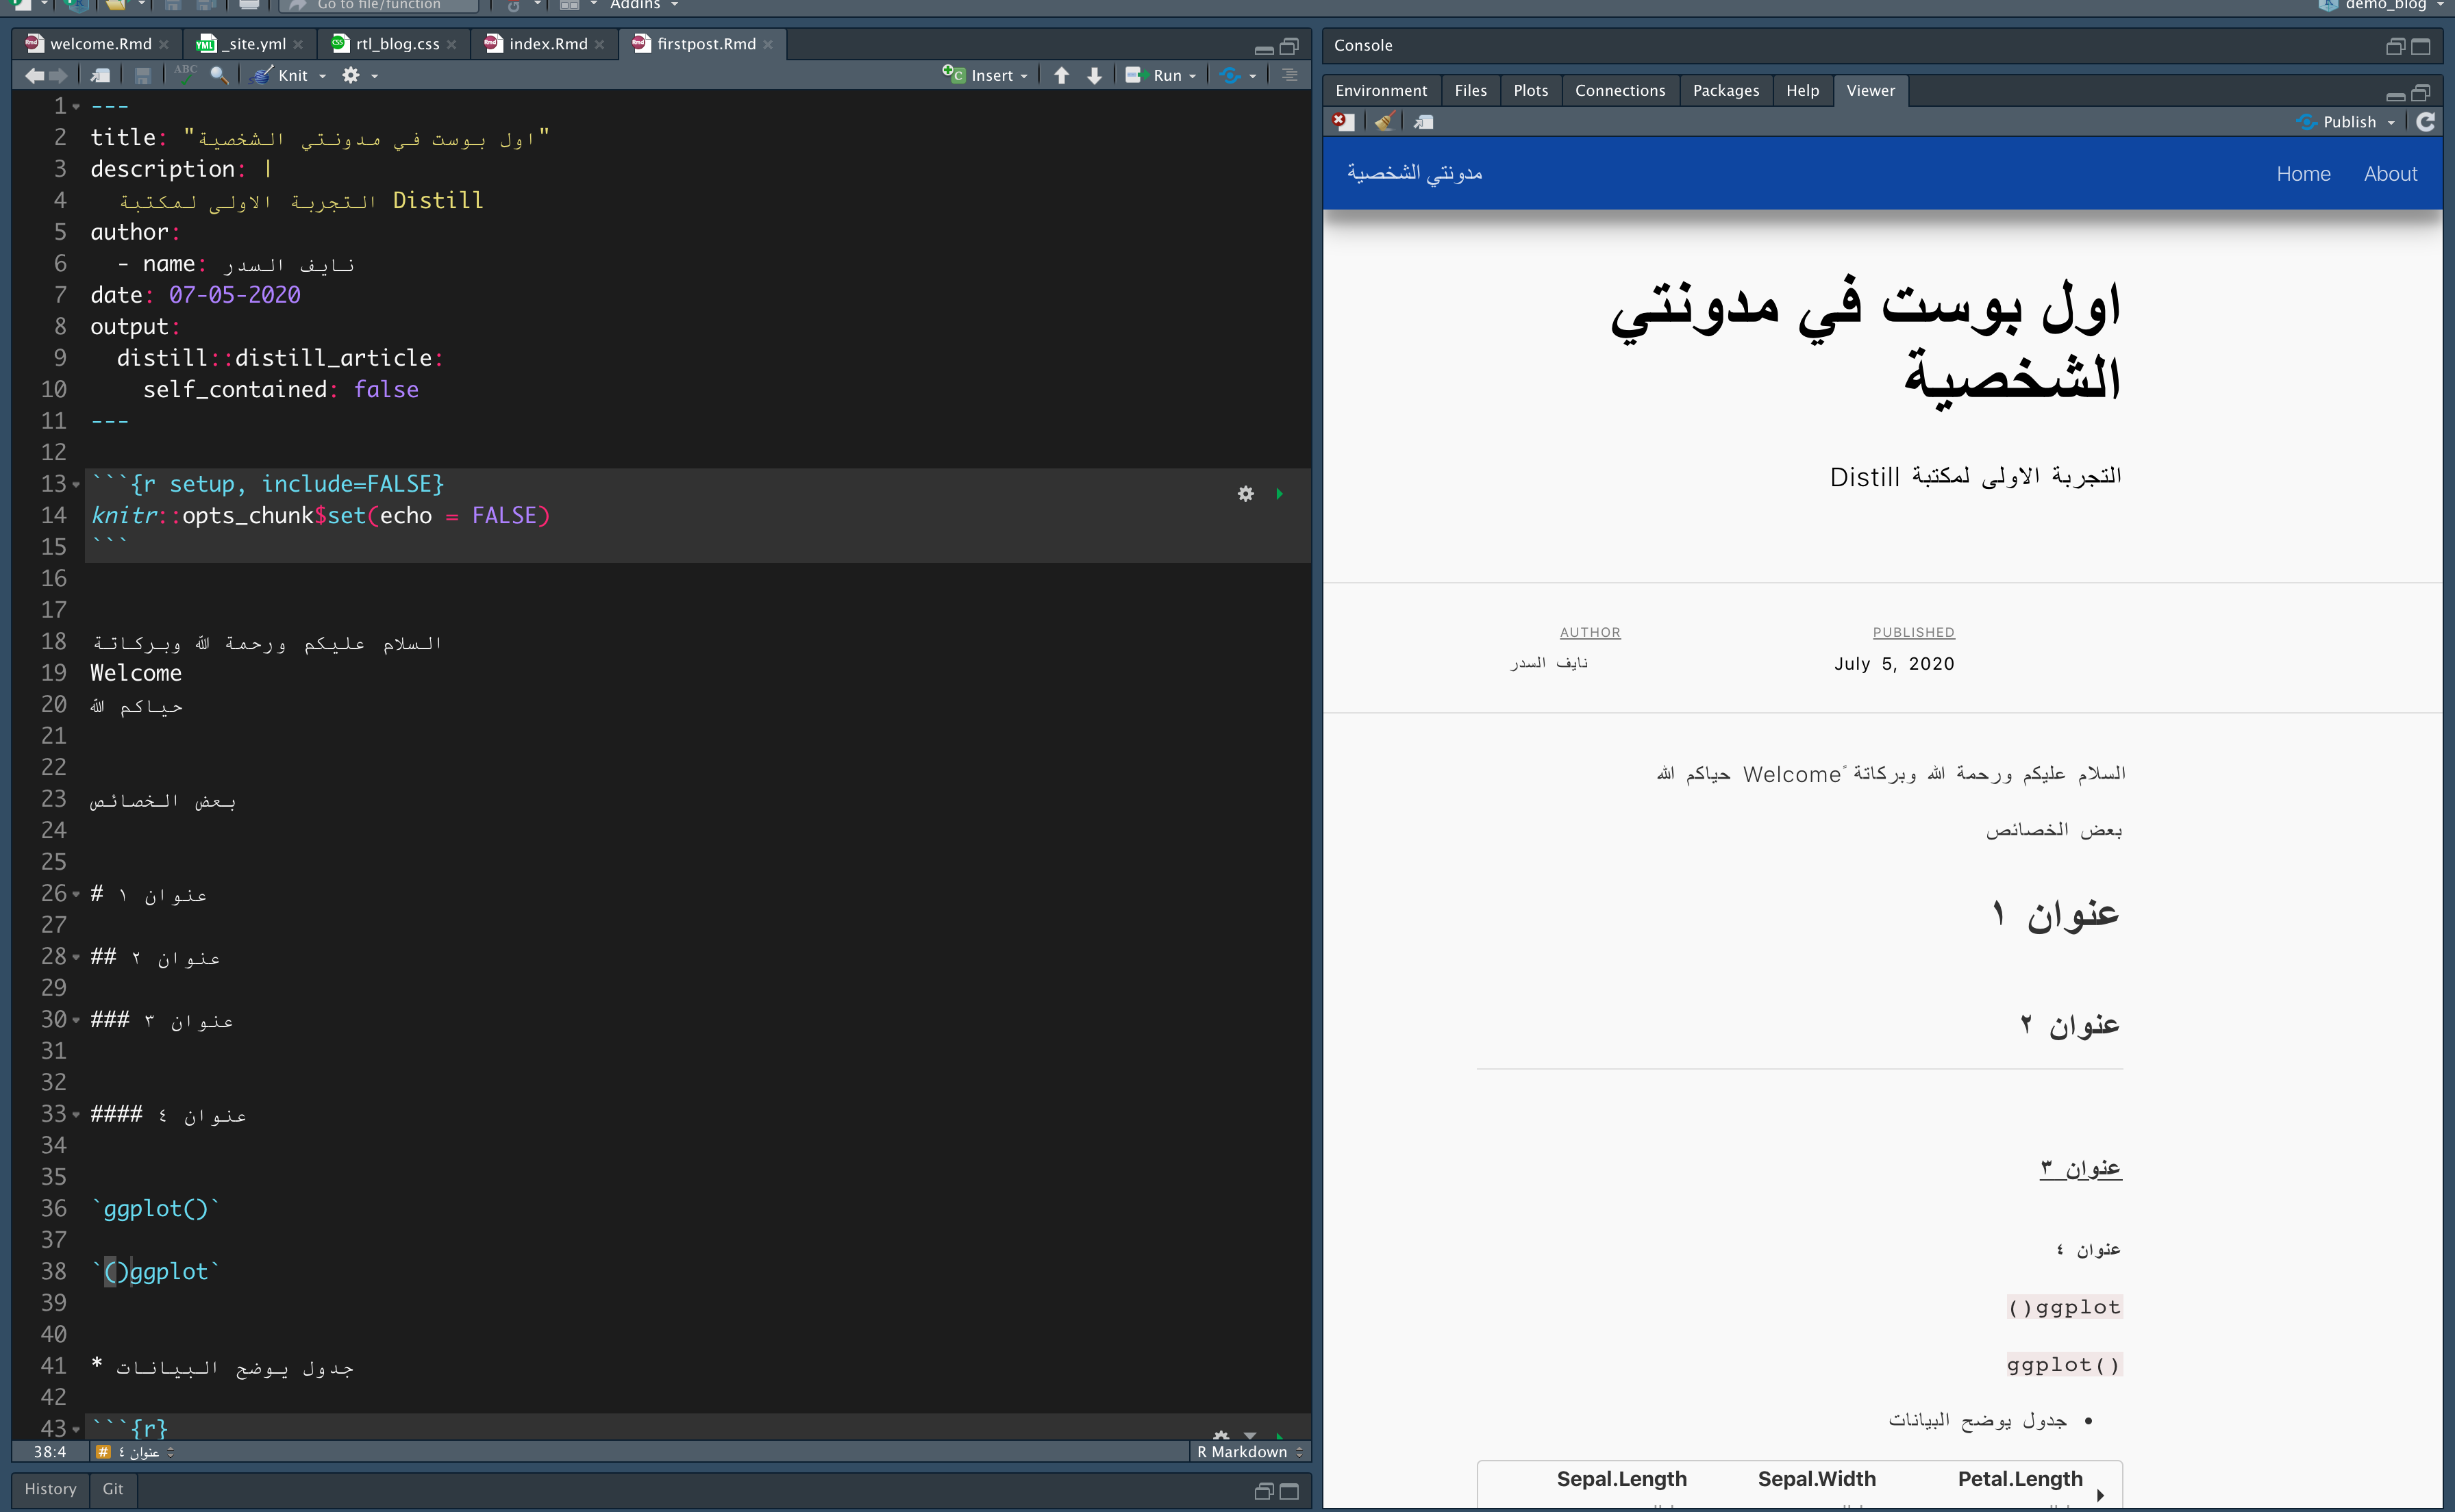 Go to file/function
Addins
demo_blog
welcome.Rmd
_site.yml
rtl_blog.css
index.Rmd
firstpost.Rmd
ABC
Knit
Insert
Run
1 ---
2 title: "اول بوست في مدونتي الشخصية"
3 description: |
4 التجربة الاولى لمكتبة Distill
5 author:
6 - name: نايف السدر
7 date: 07-05-2020
8 output:
9 distill::distill_article:
10 self_contained: false
11 ---
12
13 ```{r setup, include=FALSE}
14 knitr::opts_chunk$set(echo = FALSE)
15 ```
16
17
18 السلام عليكم ورحمة الله وبركاتة
19 Welcome
20 حياكم الله
21
22
23 بعض الخصائص
24
25
26 # عنوان ١
27
28 ## عنوان ٢
29
30 ### عنوان ٣
31
32
33 #### عنوان ٤
34
35
36 `ggplot()`
37
38 `()ggplot`
39
40
41 * جدول يوضح البيانات
42
43 ```{r}
38:4
# عنوان ٤
R Markdown
History
Git
Console
Environment
Files
Plots
Connections
Packages
Help
Viewer
Publish
مدونتي الشخصية
Home
About
اول بوست في مدونتي
الشخصية
التجربة الاولى لمكتبة Distill
AUTHOR
نايف السدر
PUBLISHED
July 5, 2020
السلام عليكم ورحمة الله وبركاتة ً Welcome حياكم الله
بعض الخصائص
عنوان ١
عنوان ٢
عنوان ٣
عنوان ٤
()ggplot
ggplot()
• جدول يوضح البيانات
Sepal.Length Sepal.Width Petal.Length